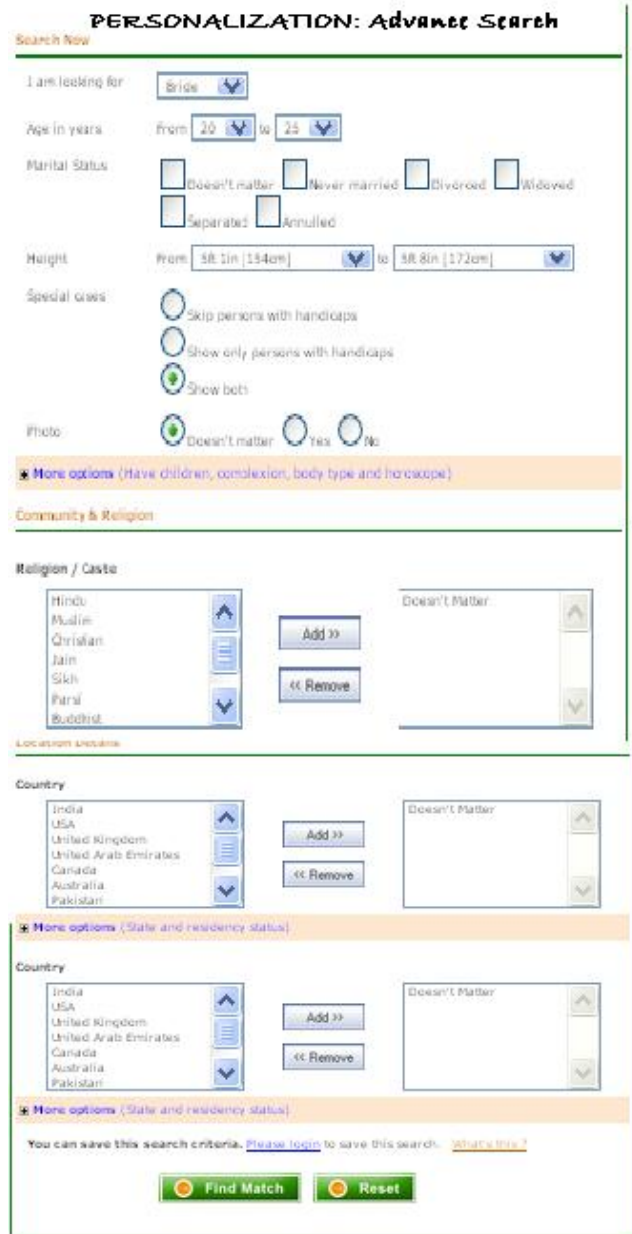 PERSONALIZATION: Advance Search
Search Now
I am looking for Bride
Age in years From 20 to 25
Marital Status
Doesn't matter Never married Divorced Widowed
Separated Annulled
Height From 5ft 1in [154cm] to 5ft 8in [172cm]
Special cases
Skip persons with handicaps
Show only persons with handicaps
Show both
Photo Doesn't matter Yes No
More options (Have children, complexion, body type and horoscope)
Community & Religion
Religion / Caste
Hindu
Muslim
Christian
Jain
Sikh
Parsi
Buddhist
Add >>
<< Remove
Doesn't Matter
Location Details
Country
India
USA
United Kingdom
United Arab Emirates
Canada
Australia
Pakistan
Add >>
<< Remove
Doesn't Matter
More options (State and residency status)
Country
India
USA
United Kingdom
United Arab Emirates
Canada
Australia
Pakistan
Add >>
<< Remove
Doesn't Matter
More options (State and residency status)
You can save this search criteria. Please login to save this search. What's this ?
Find Match Reset